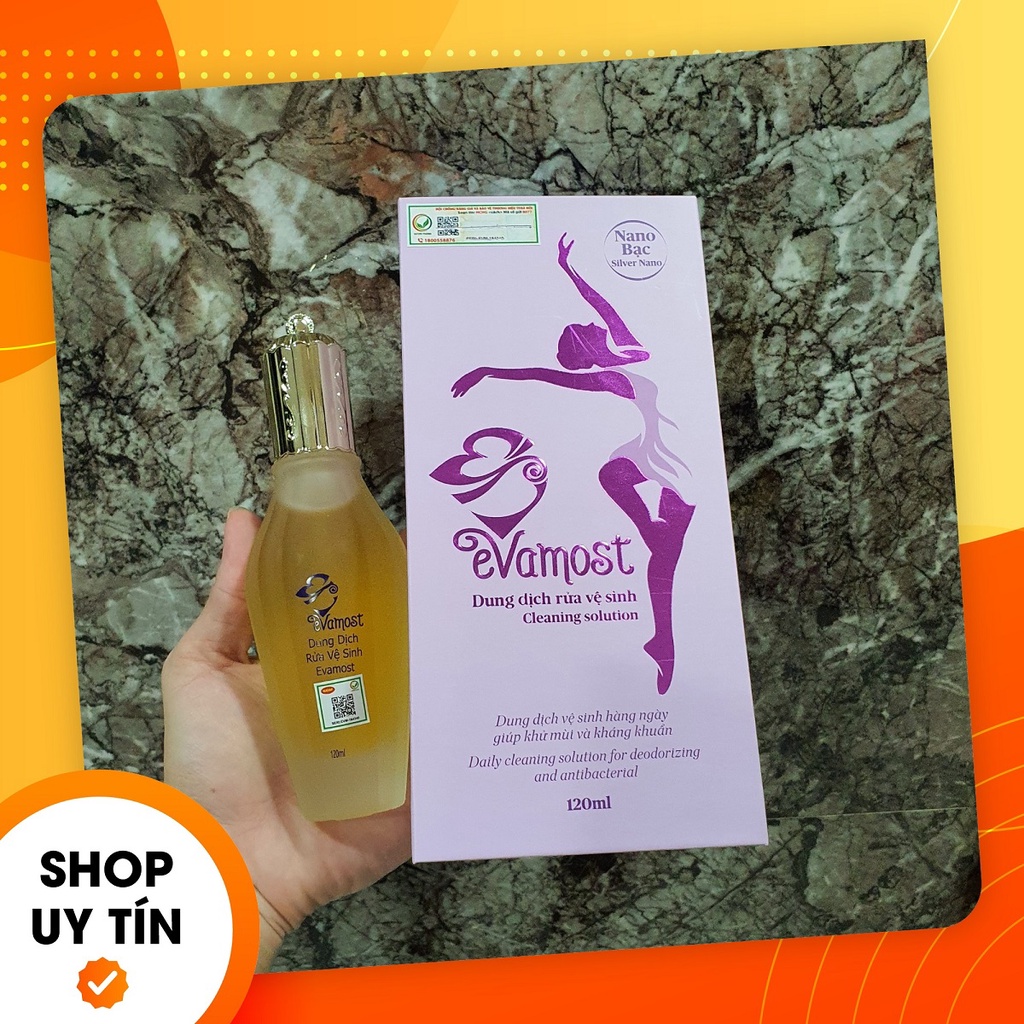 Nano
Bạc
Silver Nano
1800558876
evamost
Dung dịch rửa vệ sinh
Cleaning solution
Dung dịch vệ sinh hàng ngày
giúp khử mùi và kháng khuẩn
Daily cleaning solution for deodorizing
and antibacterial
120ml
evamost
Dung Dịch
Rửa Vệ Sinh
Evamost
120ml
SHOP
UY TÍN